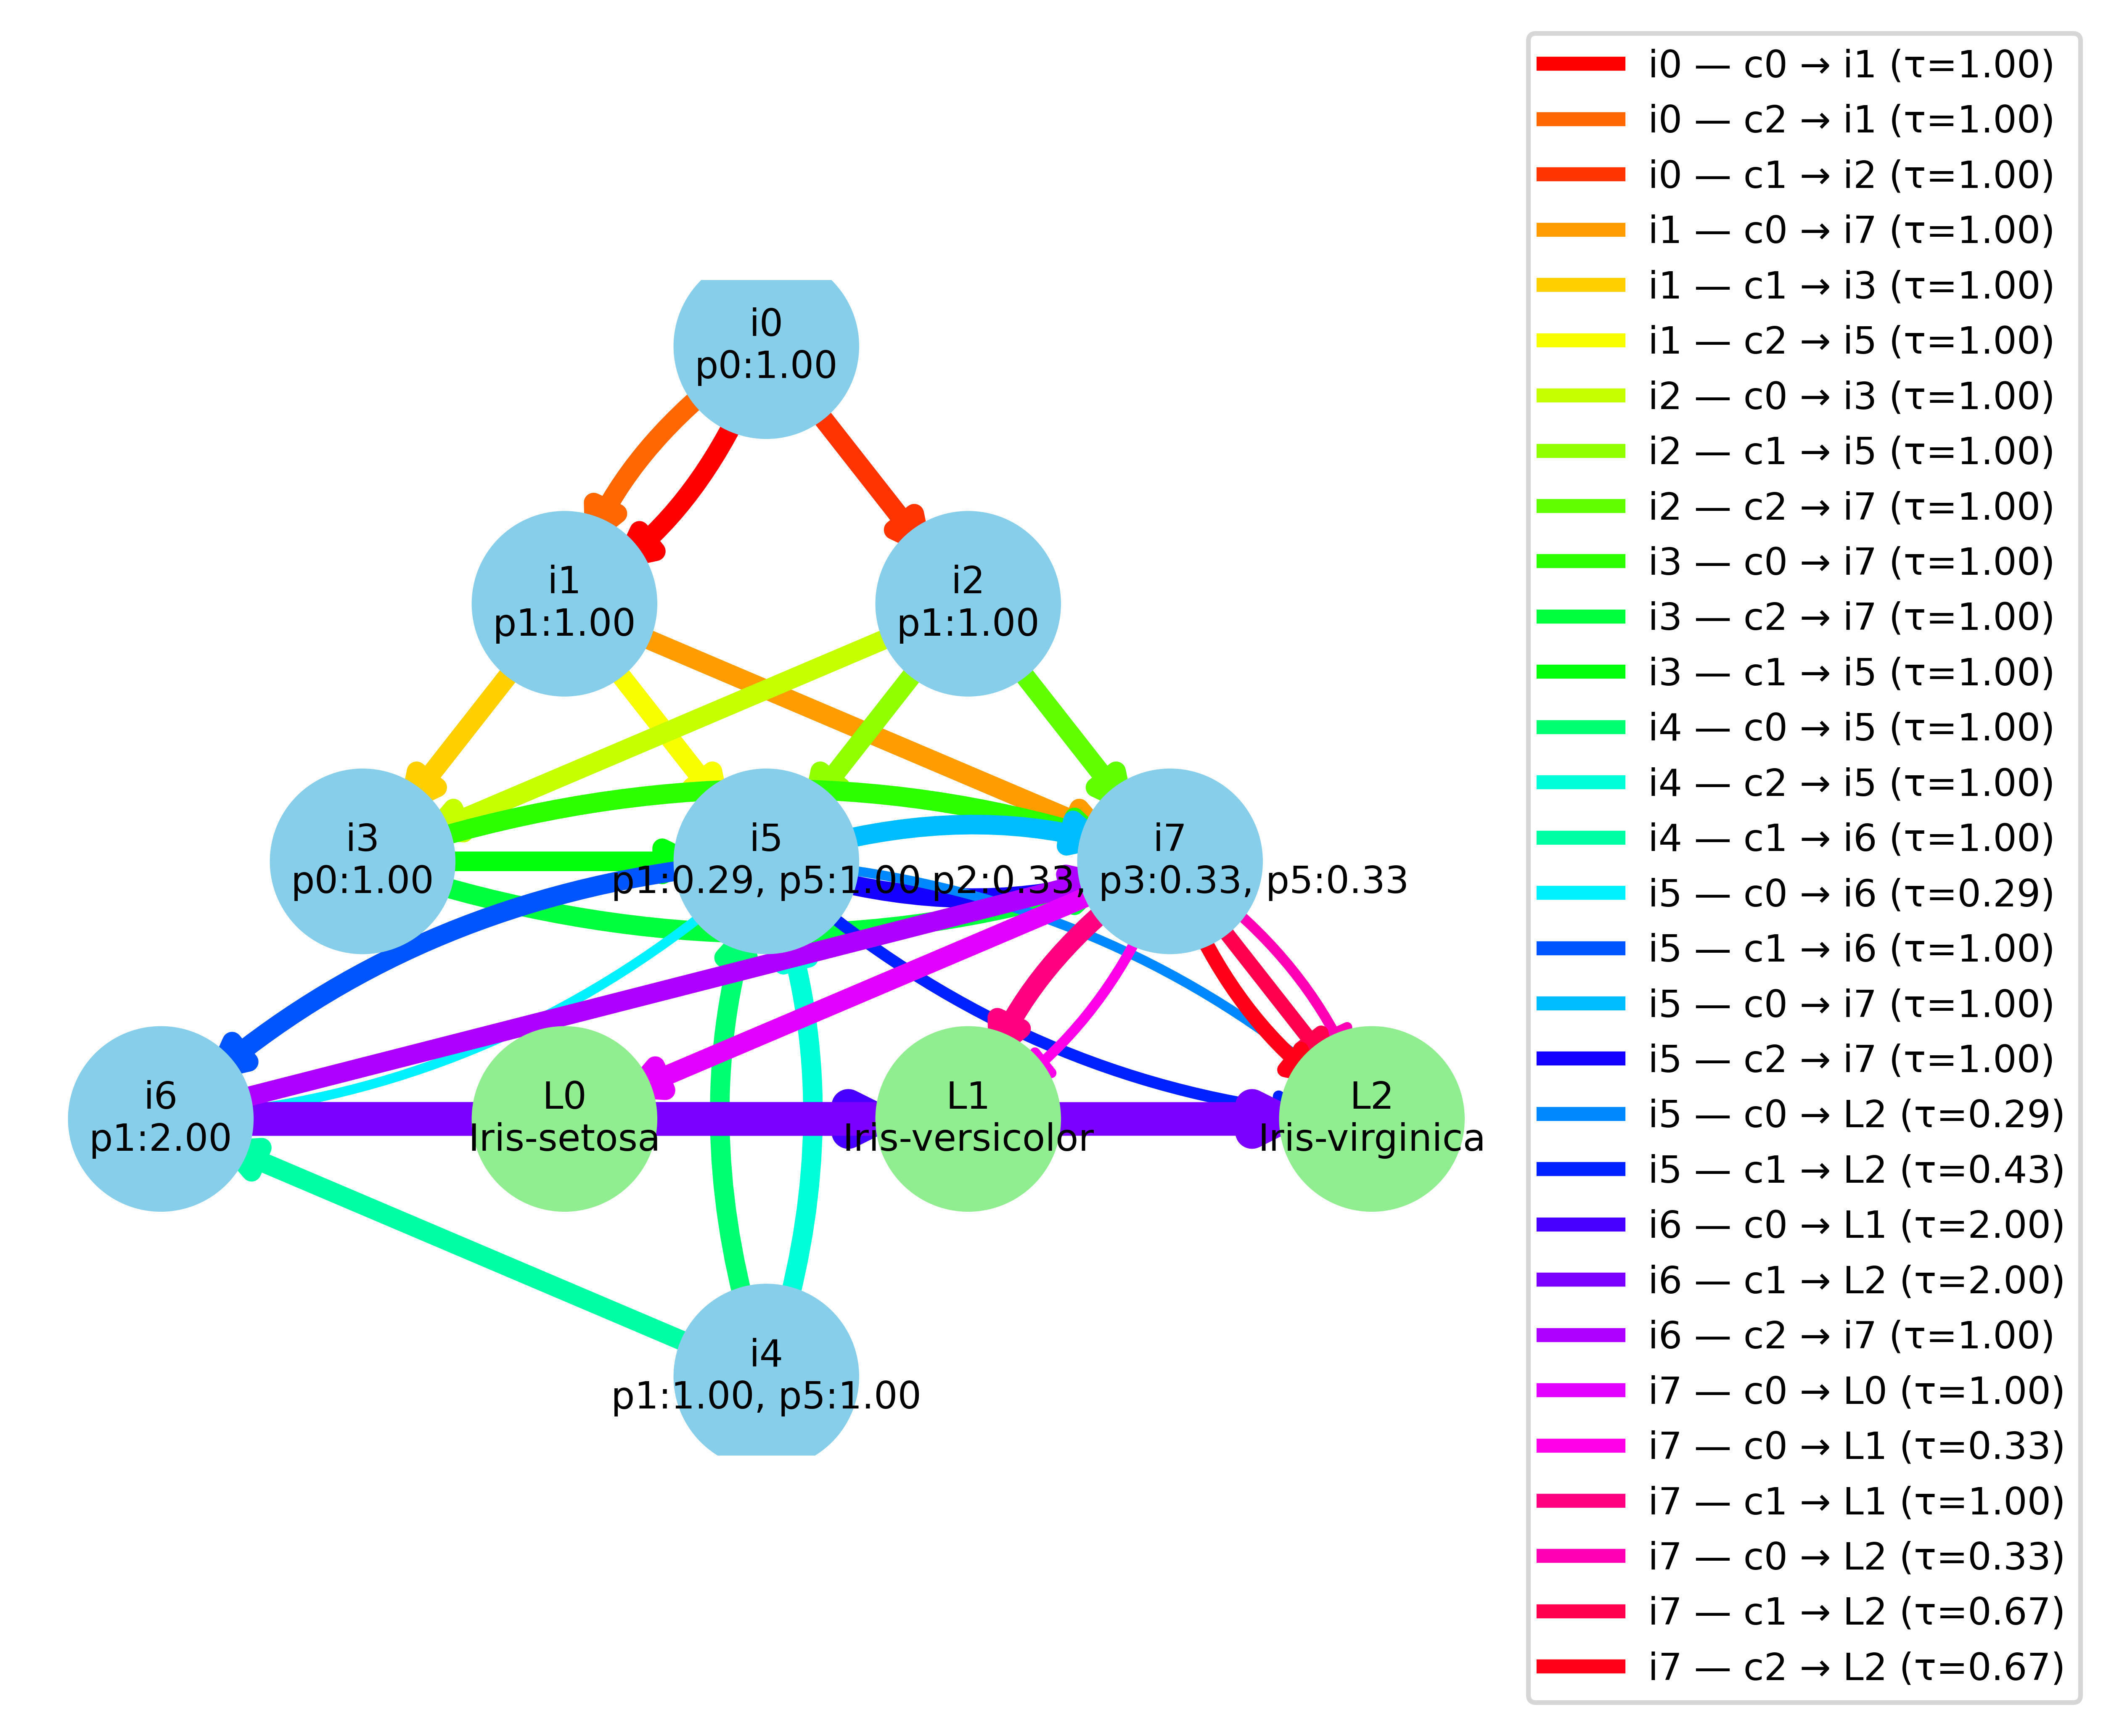 i0
p0:1.00
i1
p1:1.00
i2
p1:1.00
i3
p0:1.00
i5
p1:0.29, p5:1.00
i7
p2:0.33, p3:0.33, p5:0.33
i6
p1:2.00
L0
Iris-setosa
L1
Iris-versicolor
L2
Iris-virginica
i4
p1:1.00, p5:1.00
i0 — c0 → i1 (τ=1.00)
i0 — c2 → i1 (τ=1.00)
i0 — c1 → i2 (τ=1.00)
i1 — c0 → i7 (τ=1.00)
i1 — c1 → i3 (τ=1.00)
i1 — c2 → i5 (τ=1.00)
i2 — c0 → i3 (τ=1.00)
i2 — c1 → i5 (τ=1.00)
i2 — c2 → i7 (τ=1.00)
i3 — c0 → i7 (τ=1.00)
i3 — c2 → i7 (τ=1.00)
i3 — c1 → i5 (τ=1.00)
i4 — c0 → i5 (τ=1.00)
i4 — c2 → i5 (τ=1.00)
i4 — c1 → i6 (τ=1.00)
i5 — c0 → i6 (τ=0.29)
i5 — c1 → i6 (τ=1.00)
i5 — c0 → i7 (τ=1.00)
i5 — c2 → i7 (τ=1.00)
i5 — c0 → L2 (τ=0.29)
i5 — c1 → L2 (τ=0.43)
i6 — c0 → L1 (τ=2.00)
i6 — c1 → L2 (τ=2.00)
i6 — c2 → i7 (τ=1.00)
i7 — c0 → L0 (τ=1.00)
i7 — c0 → L1 (τ=0.33)
i7 — c1 → L1 (τ=1.00)
i7 — c0 → L2 (τ=0.33)
i7 — c1 → L2 (τ=0.67)
i7 — c2 → L2 (τ=0.67)